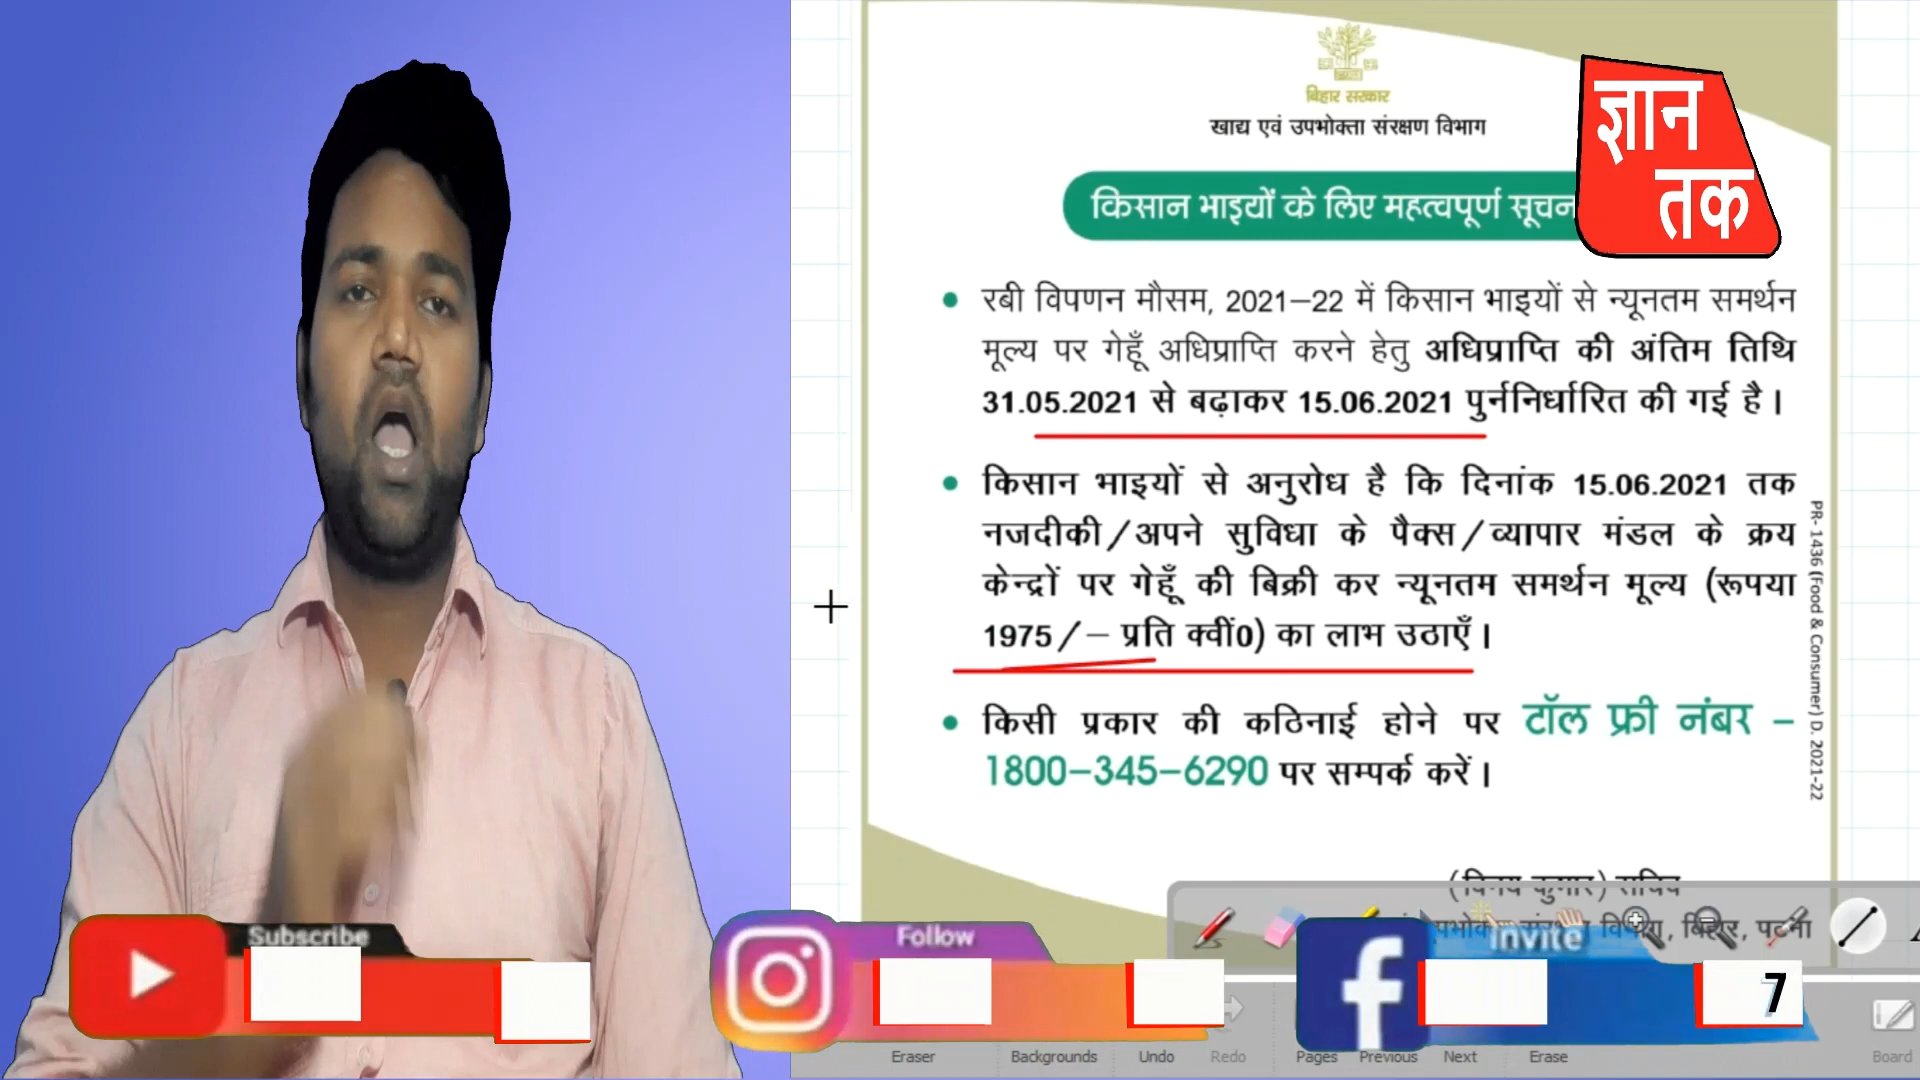 बिहार सरकार
खाद्य एवं उपभोक्ता संरक्षण विभाग
ज्ञान
तक
किसान भाइयों के लिए महत्वपूर्ण
रबी विपणन मौसम, 2021–22 में किसान भाइयों से न्यूनतम समर्थन
मूल्य पर गेहूँ अधिप्राप्ति करने हेतु अधिप्राप्ति की अंतिम तिथि
31.05.2021 से बढ़ाकर 15.06.2021 पुर्ननिर्धारित की गई है।
किसान भाइयों से अनुरोध है कि दिनांक 15.06.2021 तक
नजदीकी/अपने सुविधा के पैक्स/व्यापार मंडल के क्रय
केन्द्रों पर गेहूँ की बिक्री कर न्यूनतम समर्थन मूल्य (रूपया
1975/– प्रति क्वीं0) का लाभ उठाएँ।
किसी प्रकार की कठिनाई होने पर टॉल फ्री नंबर –
1800–345–6290 पर सम्पर्क करें।
PR- 1436 (Food & Consumer) D. 2021-22
(विनय कुमार) सचिव
बिहार, पटना
Subscribe
Follow
Invite
7
Eraser
Backgrounds
Undo
Redo
Pages
Previous
Next
Erase
Board